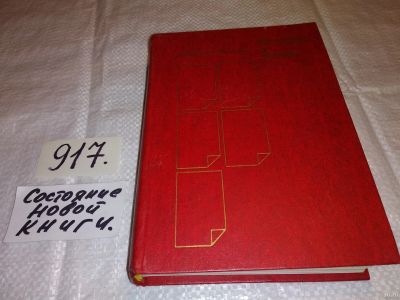 917.
Состояние
Новой
книги.